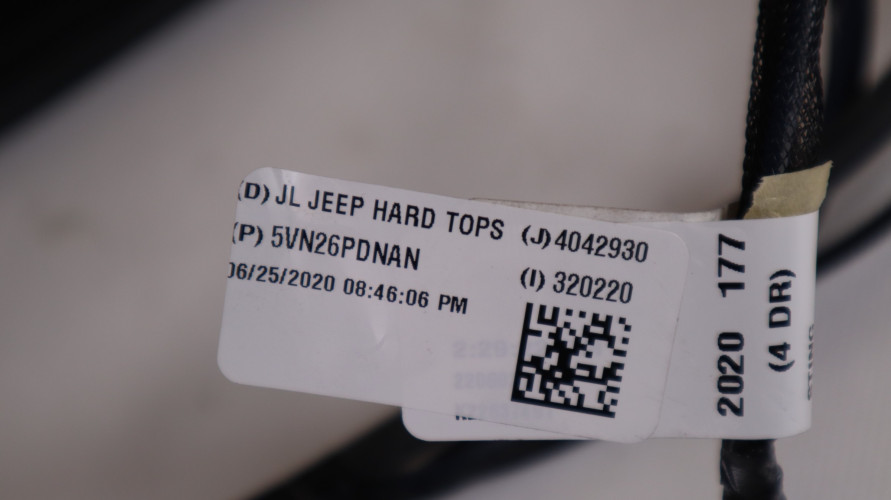 (D) JL JEEP HARD TOPS
(P) 5VN26PDNAN
06/25/2020 08:46:06 PM
(J) 4042930
(I) 320220
2020 177
(4 DR)